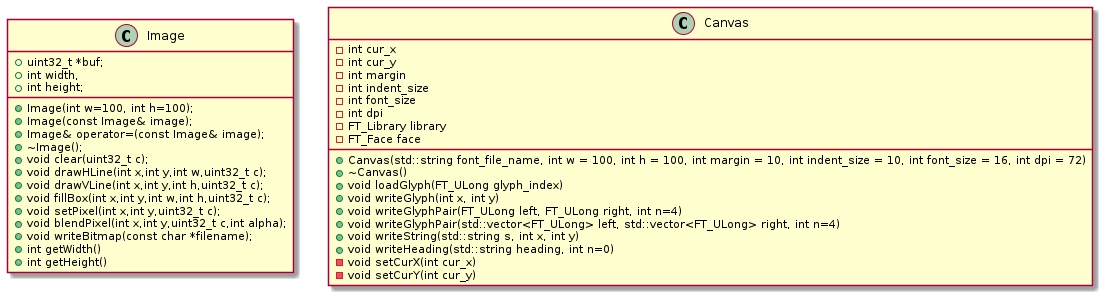 C Image
uint32_t *buf;
int width,
int height;
Image(int w=100, int h=100);
Image(const Image& image);
Image& operator=(const Image& image);
~Image();
void clear(uint32_t c);
void drawHLine(int x,int y,int w,uint32_t c);
void drawVLine(int x,int y,int h,uint32_t c);
void fillBox(int x,int y,int w,int h,uint32_t c);
void setPixel(int x,int y,uint32_t c);
void blendPixel(int x,int y,uint32_t c,int alpha);
void writeBitmap(const char *filename);
int getWidth()
int getHeight()
C Canvas
int cur_x
int cur_y
int margin
int indent_size
int font_size
int dpi
FT_Library library
FT_Face face
Canvas(std::string font_file_name, int w = 100, int h = 100, int margin = 10, int indent_size = 10, int font_size = 16, int dpi = 72)
~Canvas()
void loadGlyph(FT_ULong glyph_index)
void writeGlyph(int x, int y)
void writeGlyphPair(FT_ULong left, FT_ULong right, int n=4)
void writeGlyphPair(std::vector<FT_ULong> left, std::vector<FT_ULong> right, int n=4)
void writeString(std::string s, int x, int y)
void writeHeading(std::string heading, int n=0)
void setCurX(int cur_x)
void setCurY(int cur_y)